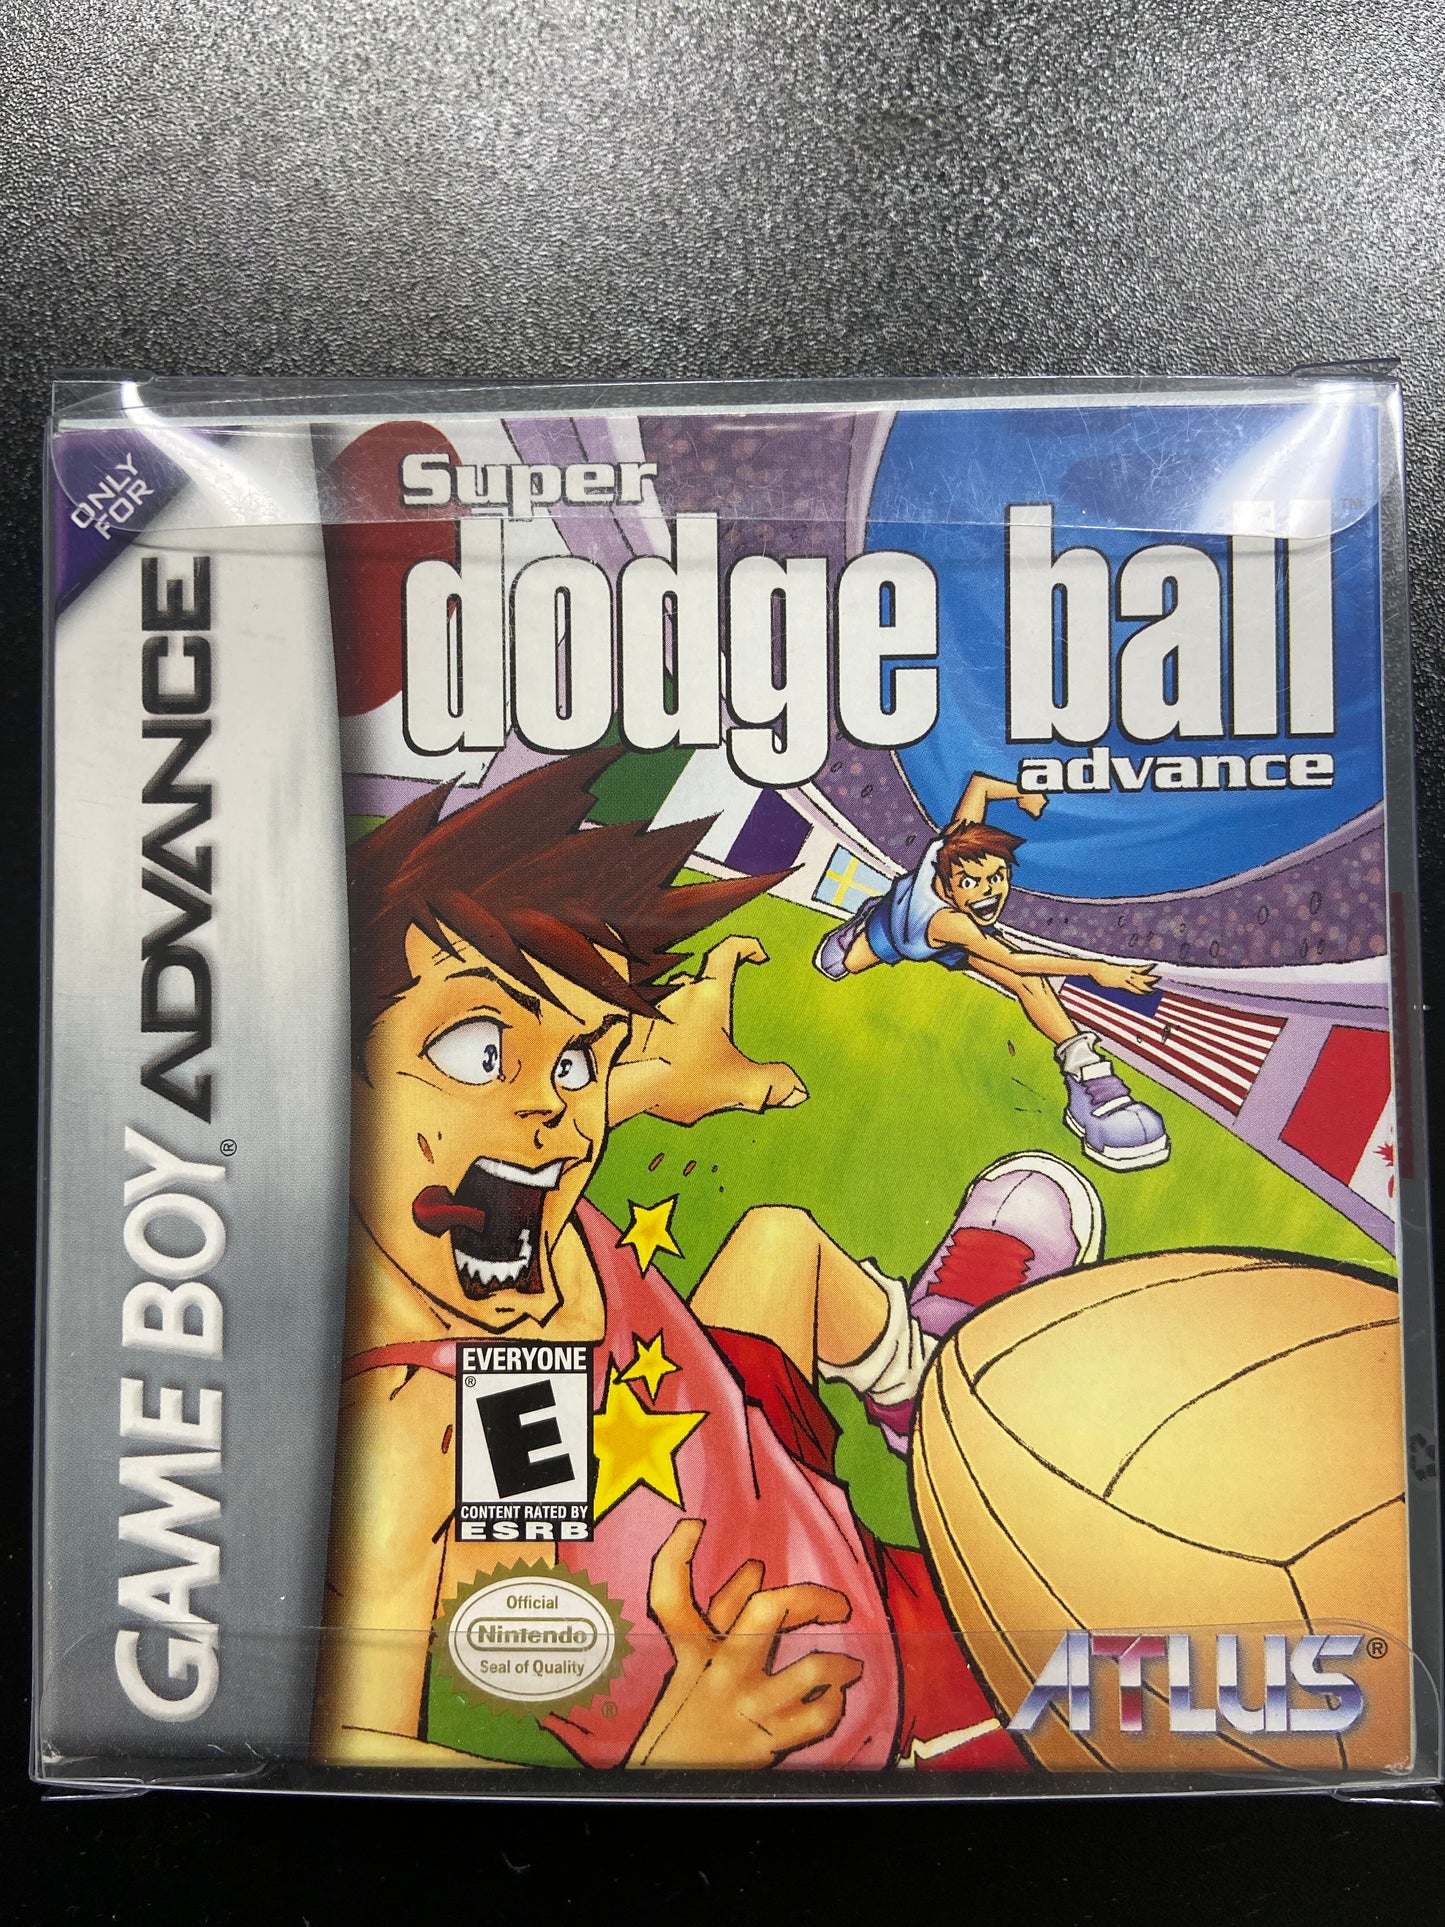 ONLY
FOR
GAME BOY ADVANCE
®
Super
dodge ball
™
advance
EVERYONE
E
®
CONTENT RATED BY
ESRB
Official
Nintendo
Seal of Quality
®
ATLUS®